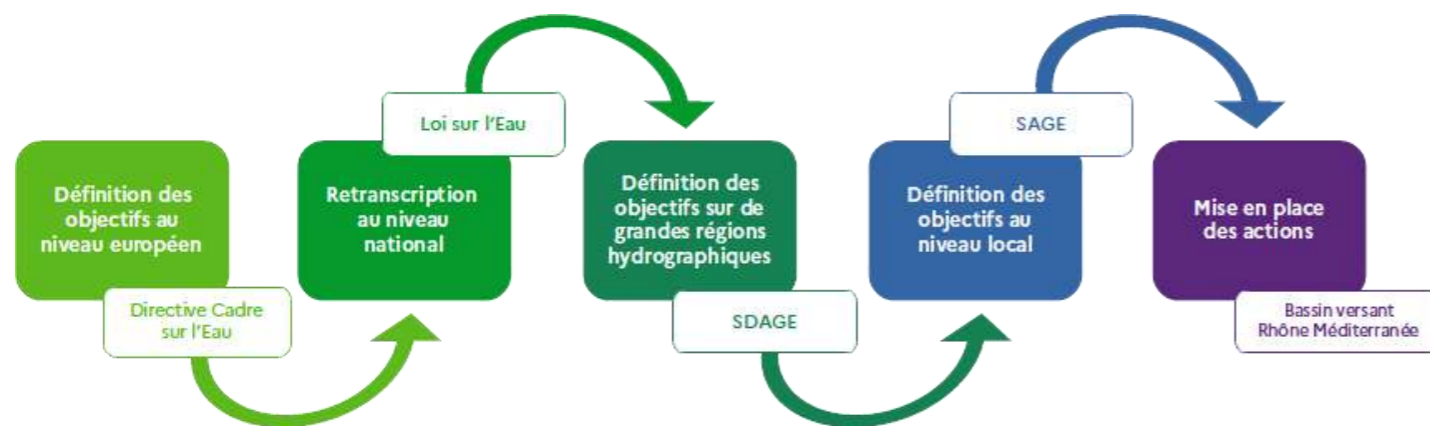 Définition des
objectifs au
niveau européen
Directive Cadre
sur l'Eau
Retranscription
au niveau
national
Loi sur l'Eau
Définition des
objectifs sur de
grandes régions
hydrographiques
SDAGE
Définition des
objectifs au
niveau local
SAGE
Mise en place
des actions
Bassin versant
Rhône Méditerranée